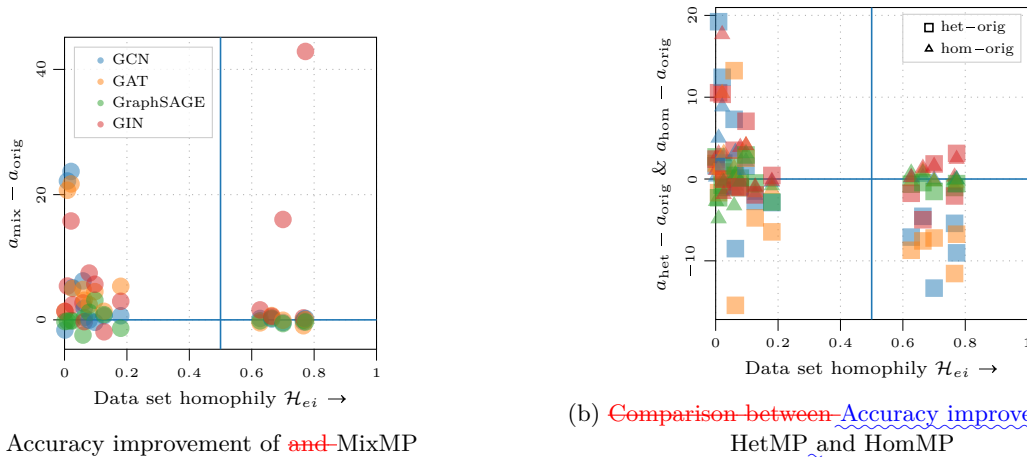 a_mix − a_orig
40
20
0
GCN
GAT
GraphSAGE
GIN
0 0.2 0.4 0.6 0.8 1
Data set homophily ℋ_ei →
Accuracy improvement of and MixMP
a_het − a_orig & a_hom − a_orig
20
10
0
−10
het−orig
hom−orig
0 0.2 0.4 0.6 0.8 1
Data set homophily ℋ_ei →
(b) Comparison between Accuracy improve
HetMP and HomMP